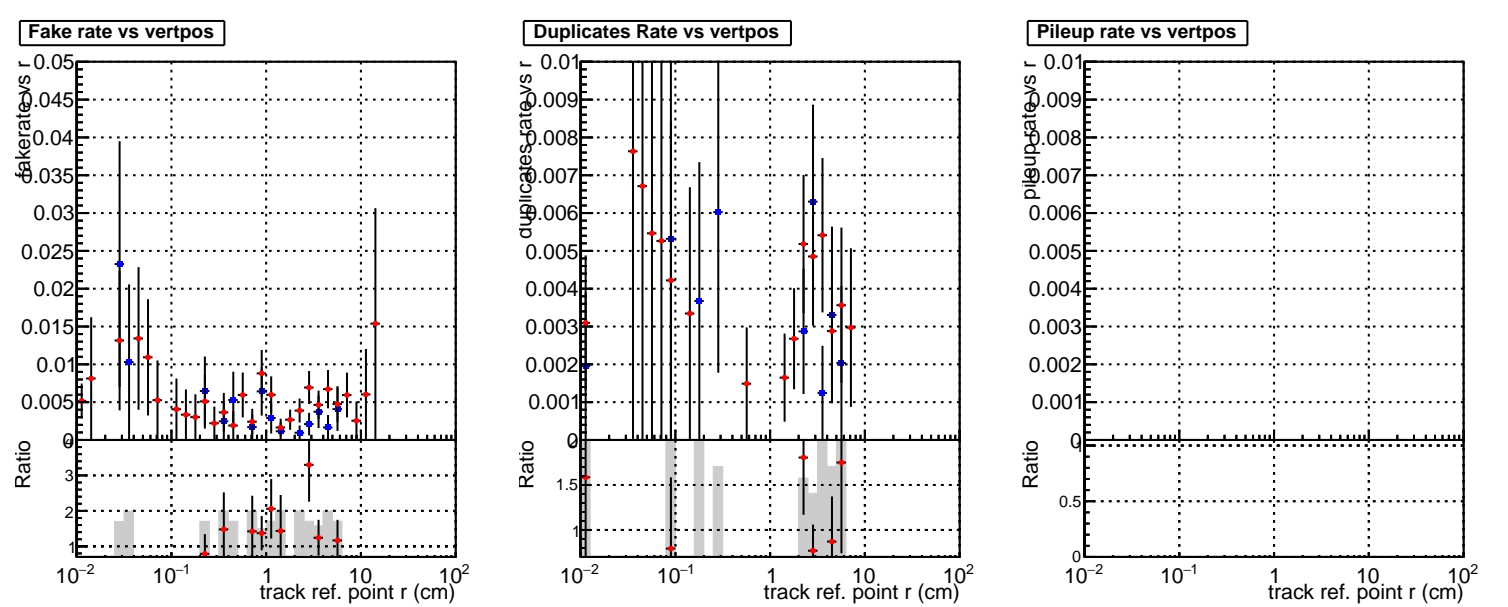 Fake rate vs vertpos
fakerate vs r
0.05
0.045
0.04
0.035
0.03
0.025
0.02
0.015
0.01
0.005
0
Ratio
3
2
1
10−2 10−1 1 10 102
track ref. point r (cm)
Duplicates Rate vs vertpos
duplicates rate vs r
0.01
0.009
0.008
0.007
0.006
0.005
0.004
0.003
0.002
0.001
0
Ratio
1.5
1
10−2 10−1 1 10 102
track ref. point r (cm)
Pileup rate vs vertpos
pileup rate vs r
0.01
0.009
0.008
0.007
0.006
0.005
0.004
0.003
0.002
0.001
0
Ratio
1
0.5
0
10−2 10−1 1 10 102
track ref. point r (cm)